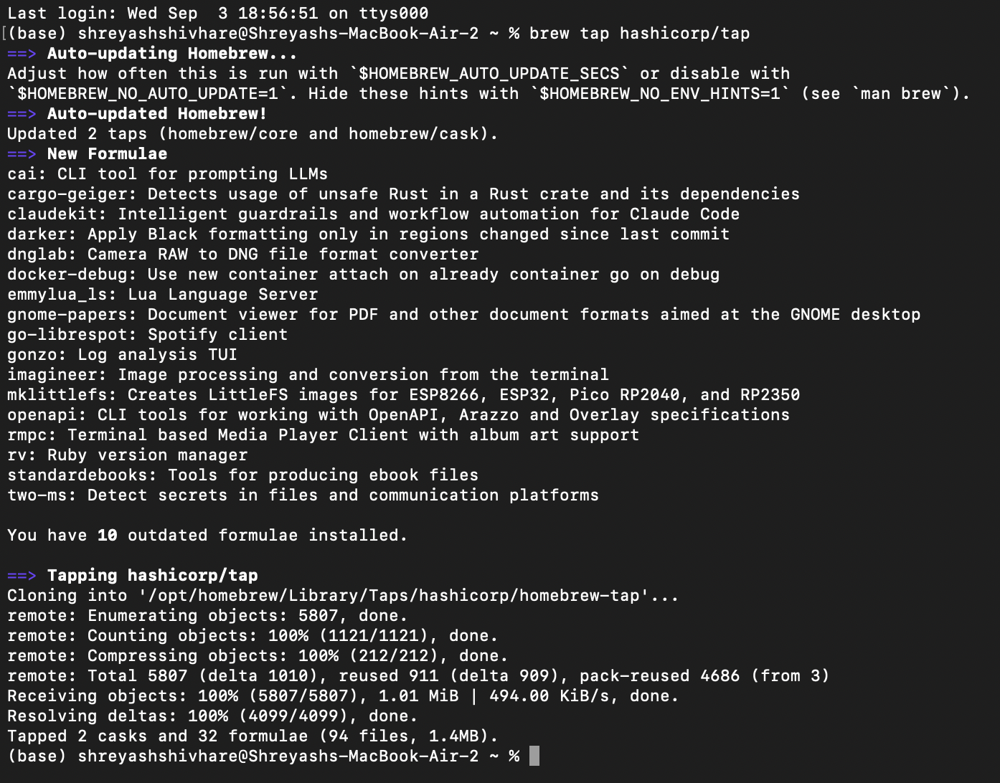 Last login: Wed Sep  3 18:56:51 on ttys000
[(base) shreyashshivhare@Shreyashs-MacBook-Air-2 ~ % brew tap hashicorp/tap
==> Auto-updating Homebrew...
Adjust how often this is run with `$HOMEBREW_AUTO_UPDATE_SECS` or disable with
`$HOMEBREW_NO_AUTO_UPDATE=1`. Hide these hints with `$HOMEBREW_NO_ENV_HINTS=1` (see `man brew`).
==> Auto-updated Homebrew!
Updated 2 taps (homebrew/core and homebrew/cask).
==> New Formulae
cai: CLI tool for prompting LLMs
cargo-geiger: Detects usage of unsafe Rust in a Rust crate and its dependencies
claudekit: Intelligent guardrails and workflow automation for Claude Code
darker: Apply Black formatting only in regions changed since last commit
dnglab: Camera RAW to DNG file format converter
docker-debug: Use new container attach on already container go on debug
emmylua_ls: Lua Language Server
gnome-papers: Document viewer for PDF and other document formats aimed at the GNOME desktop
go-librespot: Spotify client
gonzo: Log analysis TUI
imagineer: Image processing and conversion from the terminal
mklittlefs: Creates LittleFS images for ESP8266, ESP32, Pico RP2040, and RP2350
openapi: CLI tools for working with OpenAPI, Arazzo and Overlay specifications
rmpc: Terminal based Media Player Client with album art support
rv: Ruby version manager
standardebooks: Tools for producing ebook files
two-ms: Detect secrets in files and communication platforms
You have 10 outdated formulae installed.
==> Tapping hashicorp/tap
Cloning into '/opt/homebrew/Library/Taps/hashicorp/homebrew-tap'...
remote: Enumerating objects: 5807, done.
remote: Counting objects: 100% (1121/1121), done.
remote: Compressing objects: 100% (212/212), done.
remote: Total 5807 (delta 1010), reused 911 (delta 909), pack-reused 4686 (from 3)
Receiving objects: 100% (5807/5807), 1.01 MiB | 494.00 KiB/s, done.
Resolving deltas: 100% (4099/4099), done.
Tapped 2 casks and 32 formulae (94 files, 1.4MB).
(base) shreyashshivhare@Shreyashs-MacBook-Air-2 ~ %